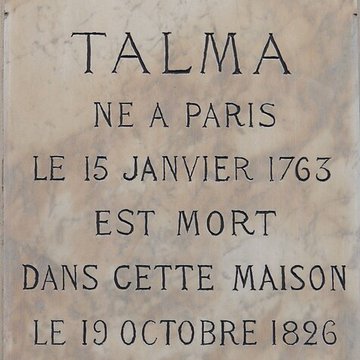 TALMA
NE A PARIS
LE 15 JANVIER 1763
EST MORT
DANS CETTE MAISON
LE 19 OCTOBRE 1826